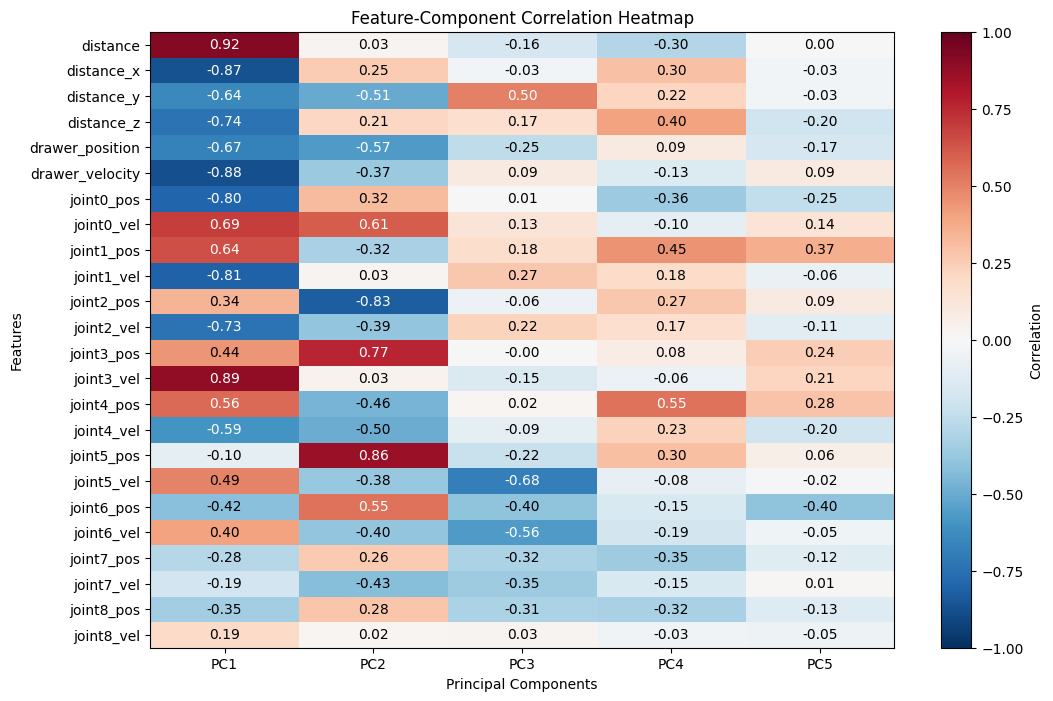 Feature-Component Correlation Heatmap
distance 0.92 0.03 -0.16 -0.30 0.00
distance_x -0.87 0.25 -0.03 0.30 -0.03
distance_y -0.64 -0.51 0.50 0.22 -0.03
distance_z -0.74 0.21 0.17 0.40 -0.20
drawer_position -0.67 -0.57 -0.25 0.09 -0.17
drawer_velocity -0.88 -0.37 0.09 -0.13 0.09
joint0_pos -0.80 0.32 0.01 -0.36 -0.25
joint0_vel 0.69 0.61 0.13 -0.10 0.14
joint1_pos 0.64 -0.32 0.18 0.45 0.37
joint1_vel -0.81 0.03 0.27 0.18 -0.06
joint2_pos 0.34 -0.83 -0.06 0.27 0.09
joint2_vel -0.73 -0.39 0.22 0.17 -0.11
joint3_pos 0.44 0.77 -0.00 0.08 0.24
joint3_vel 0.89 0.03 -0.15 -0.06 0.21
joint4_pos 0.56 -0.46 0.02 0.55 0.28
joint4_vel -0.59 -0.50 -0.09 0.23 -0.20
joint5_pos -0.10 0.86 -0.22 0.30 0.06
joint5_vel 0.49 -0.38 -0.68 -0.08 -0.02
joint6_pos -0.42 0.55 -0.40 -0.15 -0.40
joint6_vel 0.40 -0.40 -0.56 -0.19 -0.05
joint7_pos -0.28 0.26 -0.32 -0.35 -0.12
joint7_vel -0.19 -0.43 -0.35 -0.15 0.01
joint8_pos -0.35 0.28 -0.31 -0.32 -0.13
joint8_vel 0.19 0.02 0.03 -0.03 -0.05
PC1 PC2 PC3 PC4 PC5
Principal Components
Features
1.00
0.75
0.50
0.25
0.00
−0.25
−0.50
−0.75
−1.00
Correlation